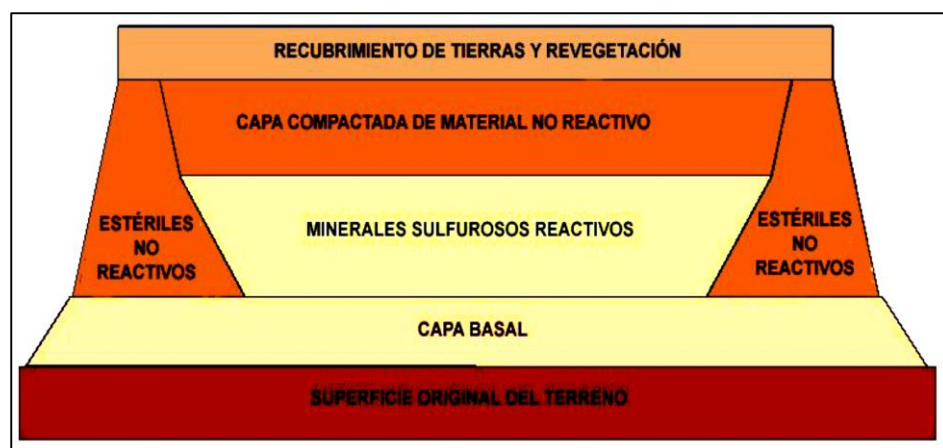 RECUBRIMIENTO DE TIERRAS Y REVEGETACIÓN
CAPA COMPACTADA DE MATERIAL NO REACTIVO
ESTÉRILES
NO
REACTIVOS
MINERALES SULFUROSOS REACTIVOS
ESTÉRILES
NO
REACTIVOS
CAPA BASAL
SUPERFICIE ORIGINAL DEL TERRENO